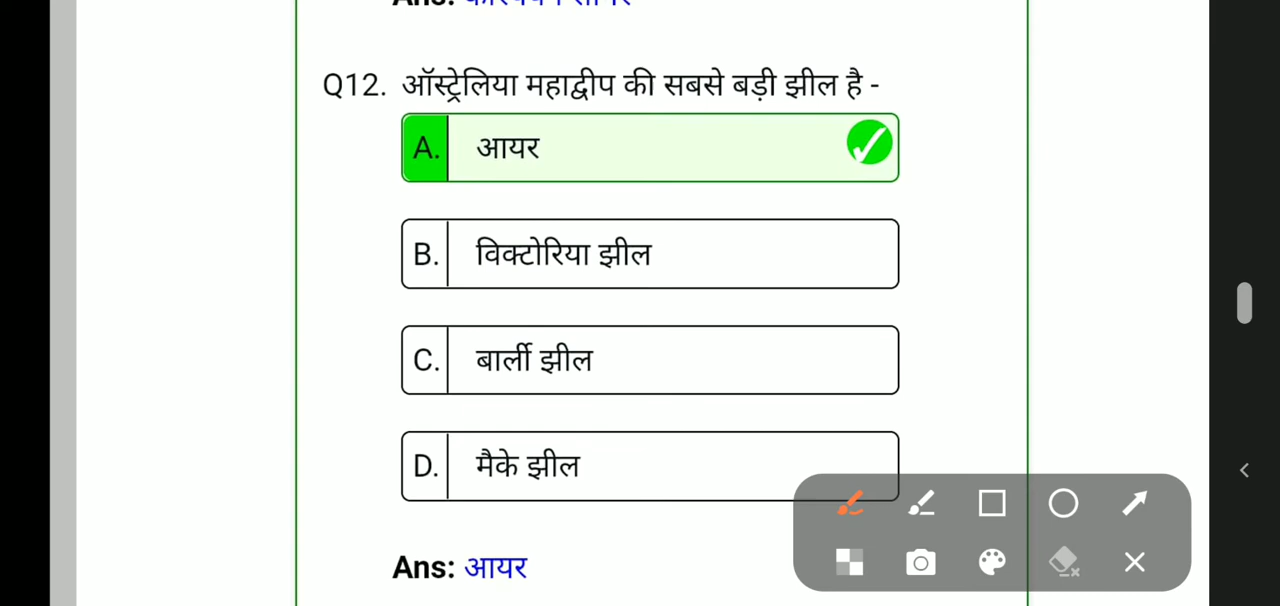 Q12. ऑस्ट्रेलिया महाद्वीप की सबसे बड़ी झील है -
A. आयर
B. विक्टोरिया झील
C. बार्ली झील
D. मैके झील
Ans: आयर